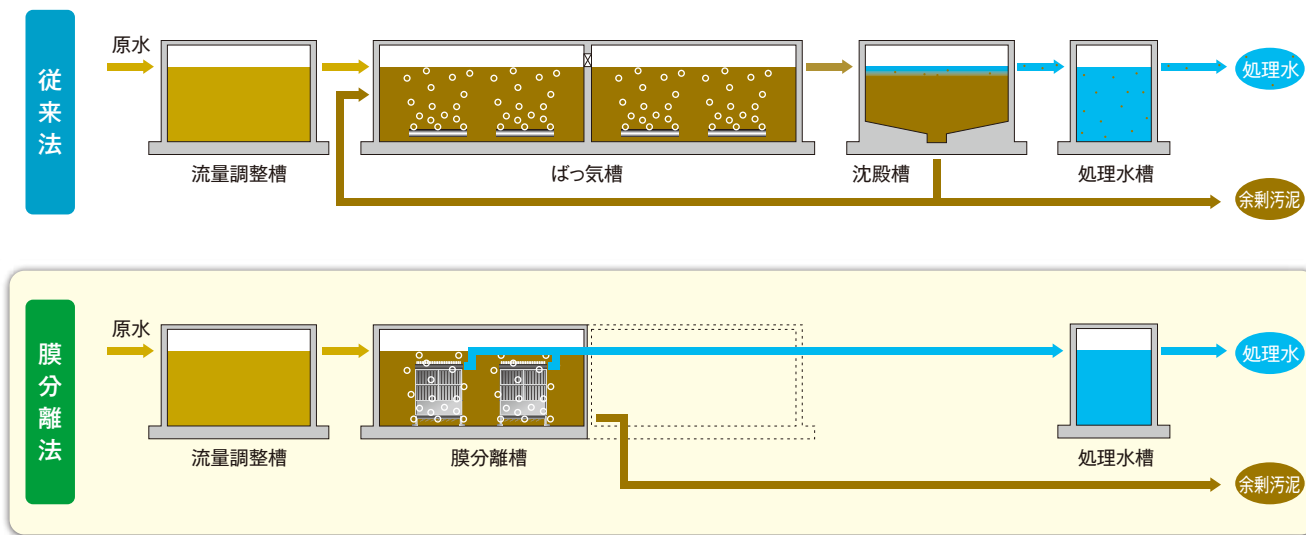 従来法
原水
流量調整槽
ばっ気槽
沈殿槽
処理水槽
処理水
余剰汚泥
膜分離法
原水
流量調整槽
膜分離槽
処理水槽
処理水
余剰汚泥